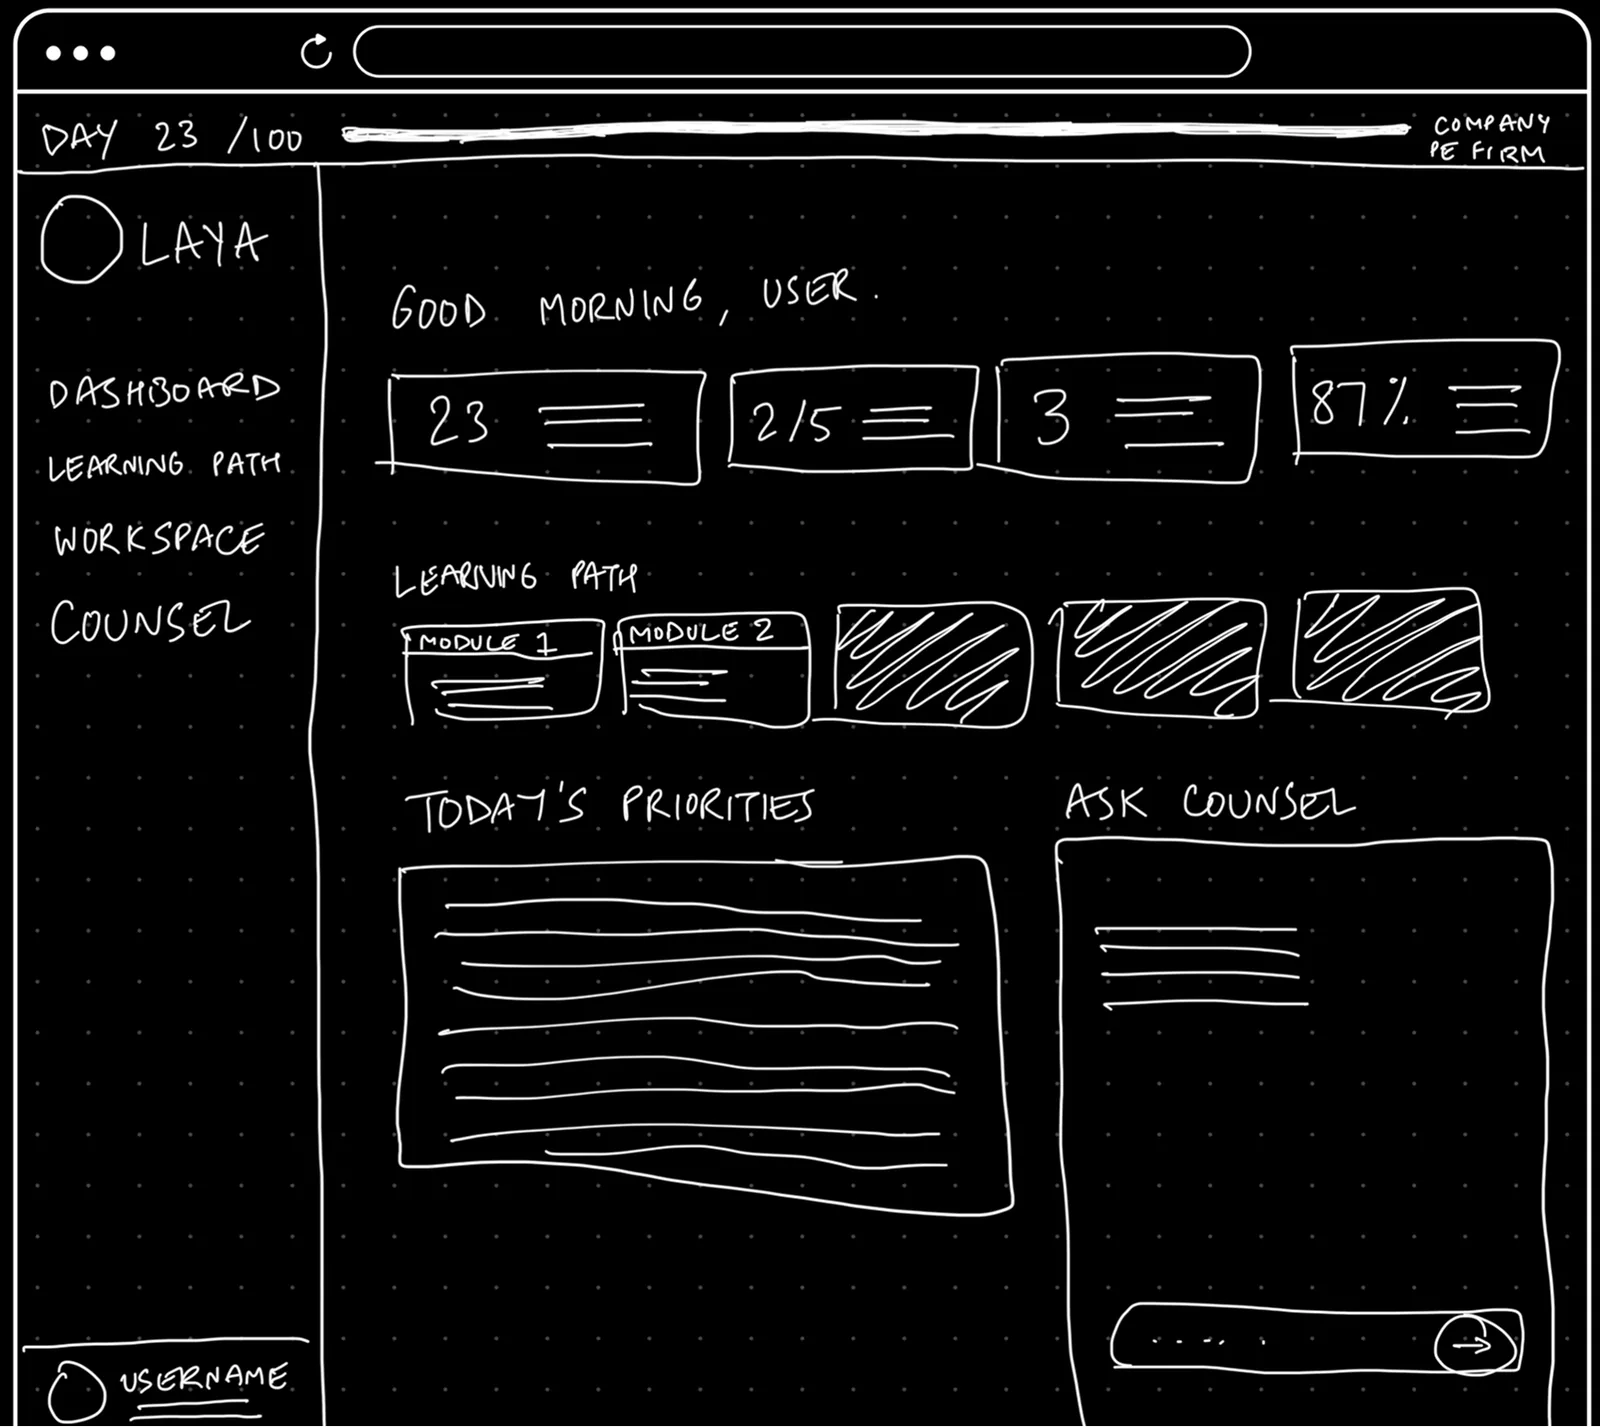 DAY 23 /100
COMPANY
PE FIRM
LAYA
DASHBOARD
LEARNING PATH
WORKSPACE
COUNSEL
USERNAME
GOOD MORNING, USER.
23
2/5
3
87%
LEARNING PATH
MODULE 1
MODULE 2
TODAY'S PRIORITIES
ASK COUNSEL